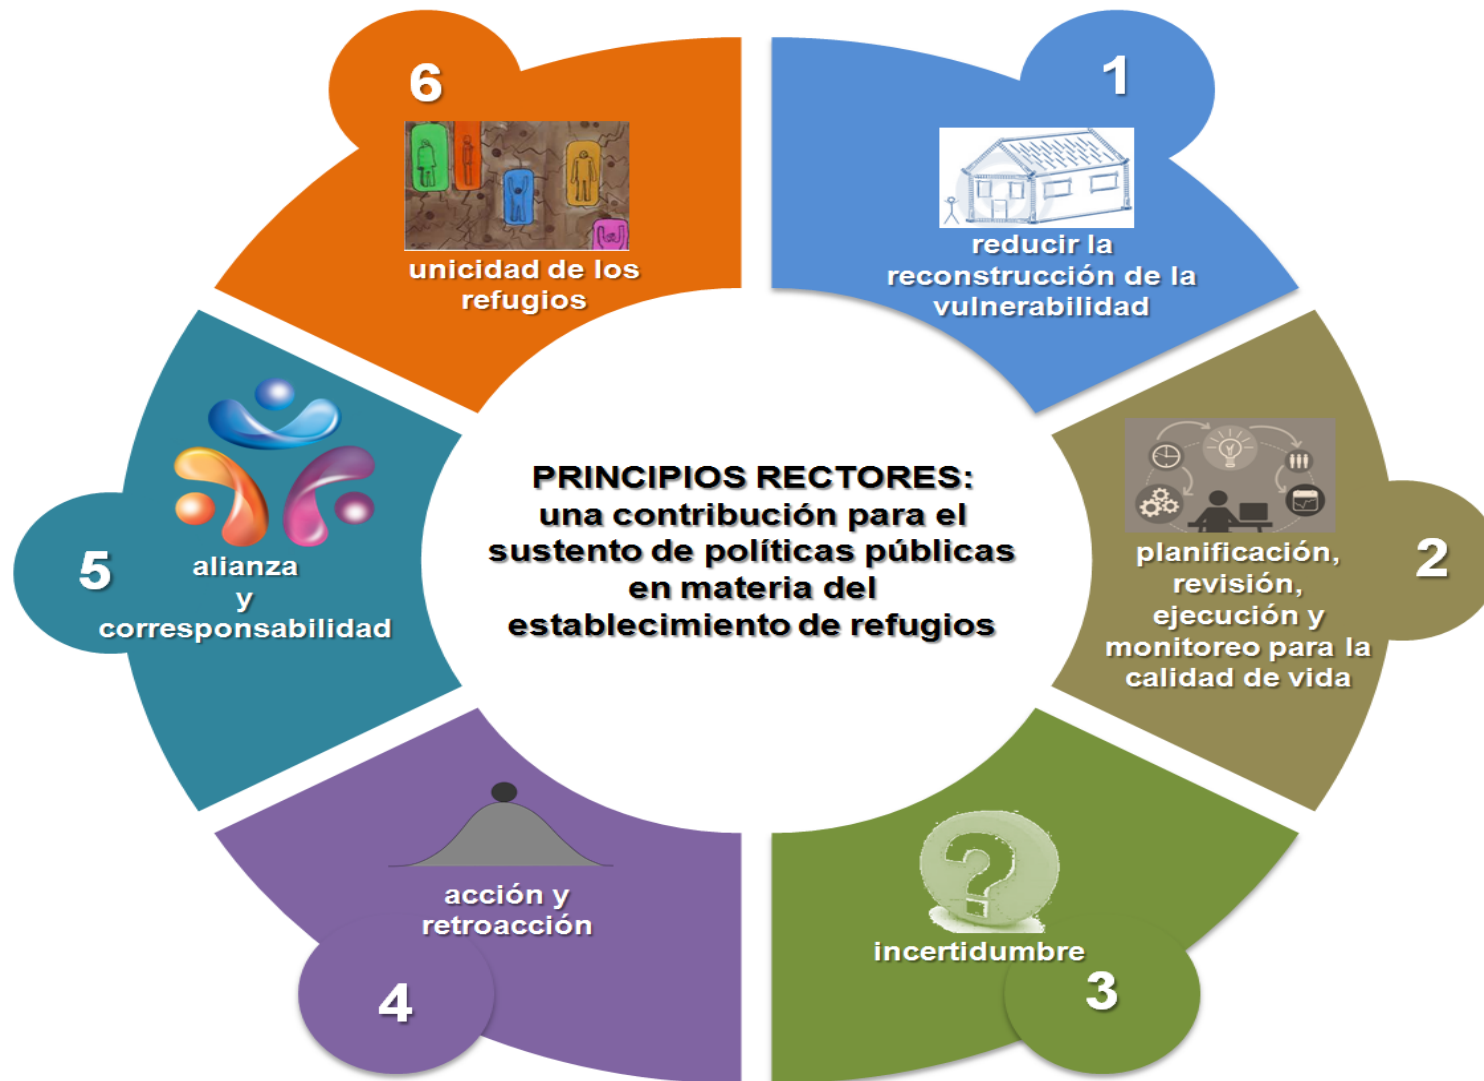 PRINCIPIOS RECTORES:
una contribución para el
sustento de políticas públicas
en materia del
establecimiento de refugios
1
reducir la
reconstrucción de la
vulnerabilidad
2
planificación,
revisión,
ejecución y
monitoreo para la
calidad de vida
3
incertidumbre
4
acción y
retroacción
5
alianza
y
corresponsabilidad
6
unicidad de los
refugios